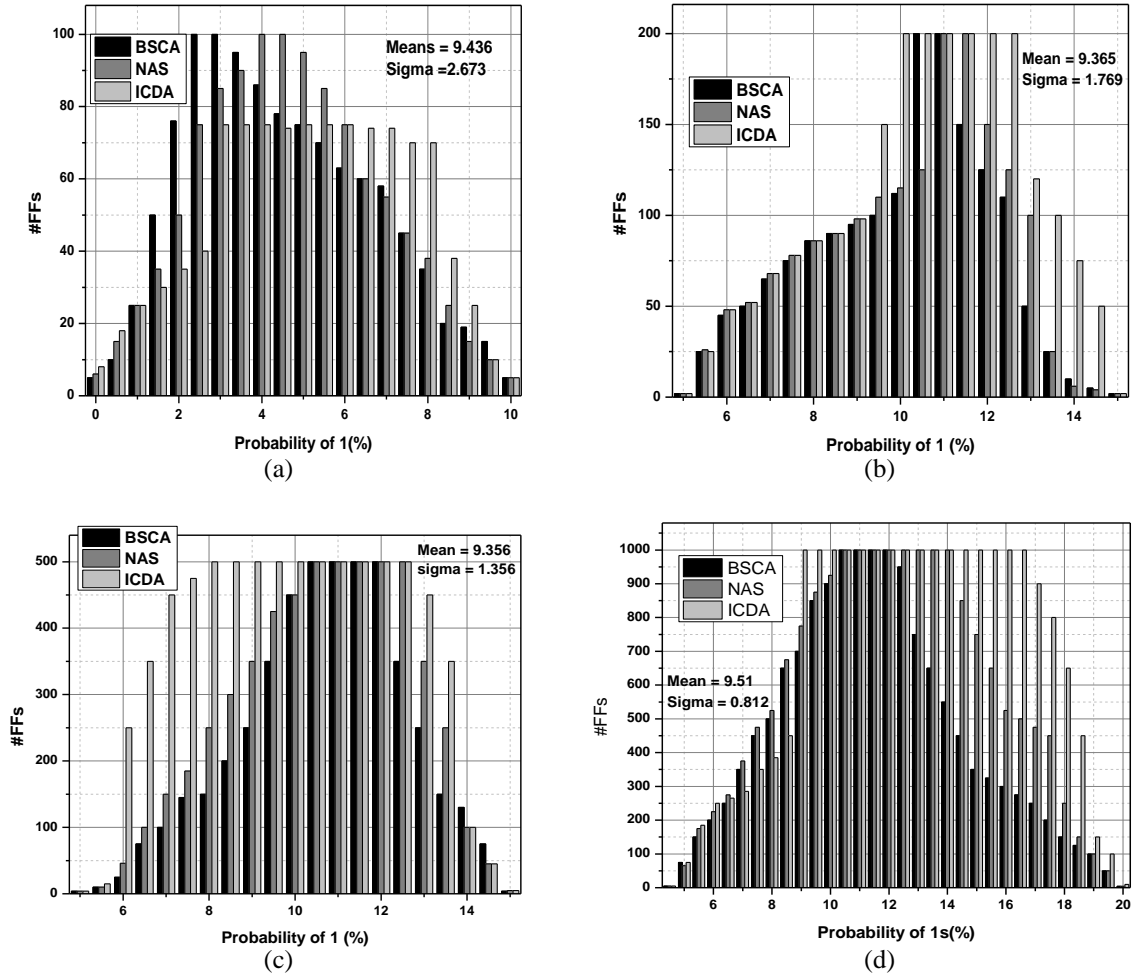 100
80
60
40
20
0
#FFs
BSCA
NAS
ICDA
Means = 9.436
Sigma =2.673
0 2 4 6 8 10
Probability of 1(%)
(a)
200
150
100
50
0
#FFs
BSCA
NAS
ICDA
Mean = 9.365
Sigma = 1.769
6 8 10 12 14
Probability of 1 (%)
(b)
500
400
300
200
100
0
#FFs
BSCA
NAS
ICDA
Mean = 9.356
sigma = 1.356
6 8 10 12 14
Probability of 1 (%)
(c)
1000
900
800
700
600
500
400
300
200
100
0
#FFs
BSCA
NAS
ICDA
Mean = 9.51
Sigma = 0.812
6 8 10 12 14 16 18 20
Probability of 1s(%)
(d)